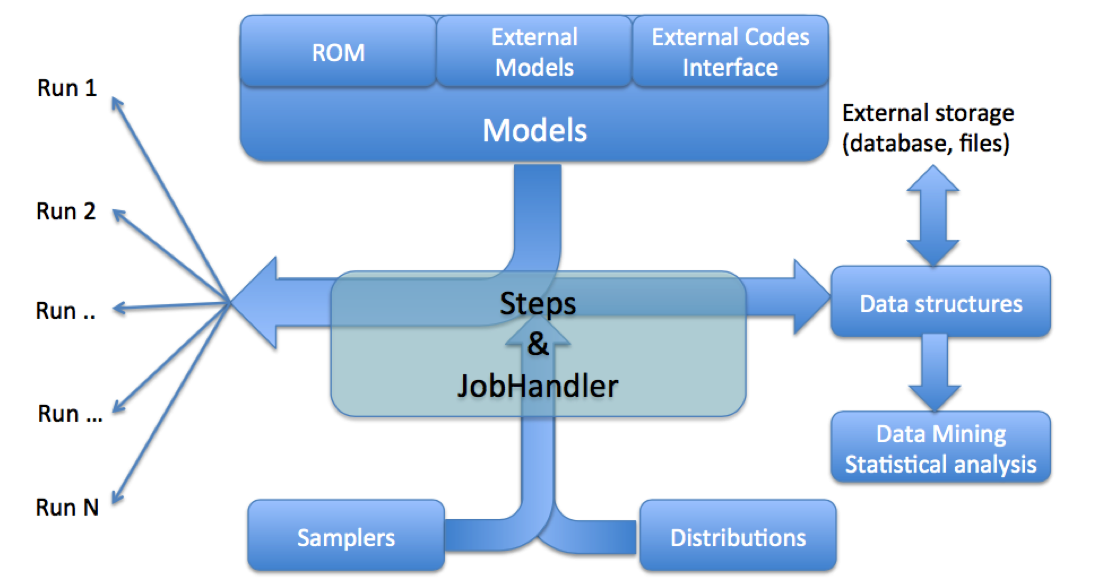 ROM
External
Models
External Codes
Interface
Models
Run 1
Run 2
Run ..
Run ...
Run N
External storage
(database, files)
Steps
&
JobHandler
Data structures
Data Mining
Statistical analysis
Samplers
Distributions